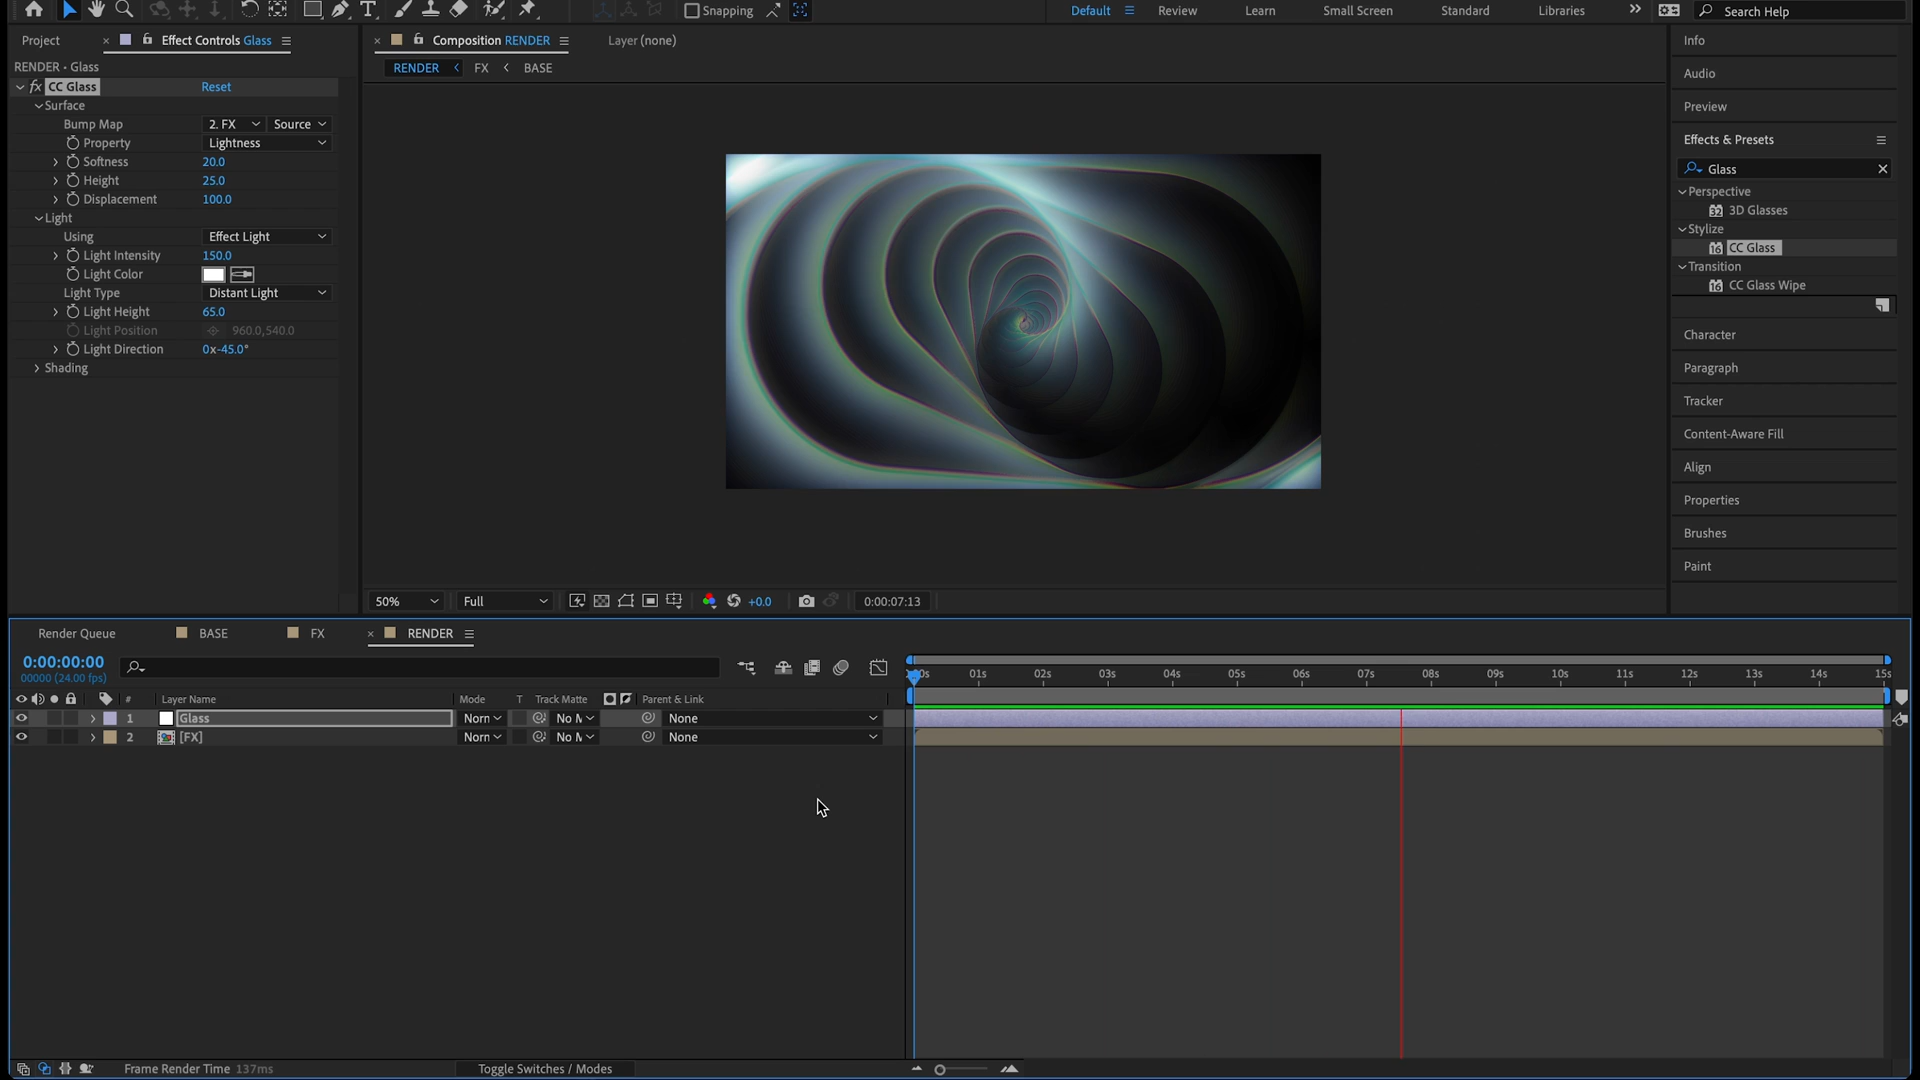 Snapping
Default
Review
Learn
Small Screen
Standard
Libraries
Search Help
Project
Effect Controls Glass
RENDER • Glass
fx CC Glass Reset
Surface
Bump Map 2. FX Source
Property Lightness
Softness 20.0
Height 25.0
Displacement 100.0
Light
Using Effect Light
Light Intensity 150.0
Light Color
Light Type Distant Light
Light Height 65.0
Light Position 960.0,540.0
Light Direction 0x-45.0°
Shading
Composition RENDER
Layer (none)
RENDER FX BASE
50% Full +0.0 0:00:07:13
Info
Audio
Preview
Effects & Presets
Glass
Perspective
32 3D Glasses
Stylize
16 CC Glass
Transition
16 CC Glass Wipe
Character
Paragraph
Tracker
Content-Aware Fill
Align
Properties
Brushes
Paint
Render Queue BASE FX RENDER
0:00:00:00
00000 (24.00 fps)
01s 02s 03s 04s 05s 06s 07s 08s 09s 10s 11s 12s 13s 14s 15s
# Layer Name Mode T Track Matte Parent & Link
1 Glass Norn No M None
2 [FX] Norn No M None
Frame Render Time 137ms
Toggle Switches / Modes